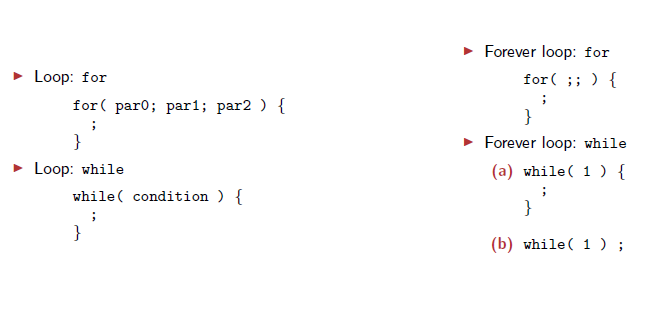 ► Loop: for
for( par0; par1; par2 ) {
;
}
► Loop: while
while( condition ) {
;
}
► Forever loop: for
for( ;; ) {
;
}
► Forever loop: while
(a) while( 1 ) {
;
}
(b) while( 1 ) ;